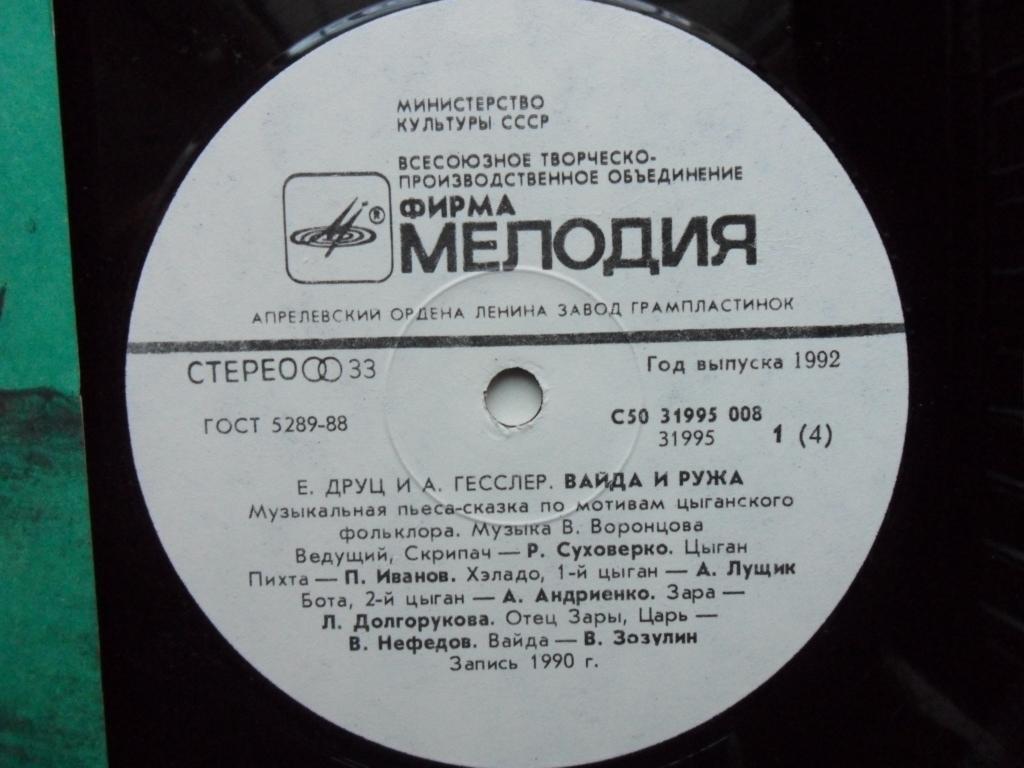 МИНИСТЕРСТВО
КУЛЬТУРЫ СССР
ВСЕСОЮЗНОЕ ТВОРЧЕСКО-
ПРОИЗВОДСТВЕННОЕ ОБЪЕДИНЕНИЕ
ФИРМА
®
МЕЛОДИЯ
АПРЕЛЕВСКИЙ ОРДЕНА ЛЕНИНА ЗАВОД ГРАМПЛАСТИНОК
СТЕРЕО 33
Год выпуска 1992
ГОСТ 5289-88
С50 31995 008
31995 1 (4)
Е. ДРУЦ И А. ГЕССЛЕР. ВАЙДА И РУЖА
Музыкальная пьеса-сказка по мотивам цыганского
фольклора. Музыка В. Воронцова
Ведущий, Скрипач — Р. Суховерко. Цыган
Пихта — П. Иванов. Хэладо, 1-й цыган — А. Лущик
Бота, 2-й цыган — А. Андриенко. Зара —
Л. Долгорукова. Отец Зары, Царь —
В. Нефедов. Вайда — В. Зозулин
Запись 1990 г.